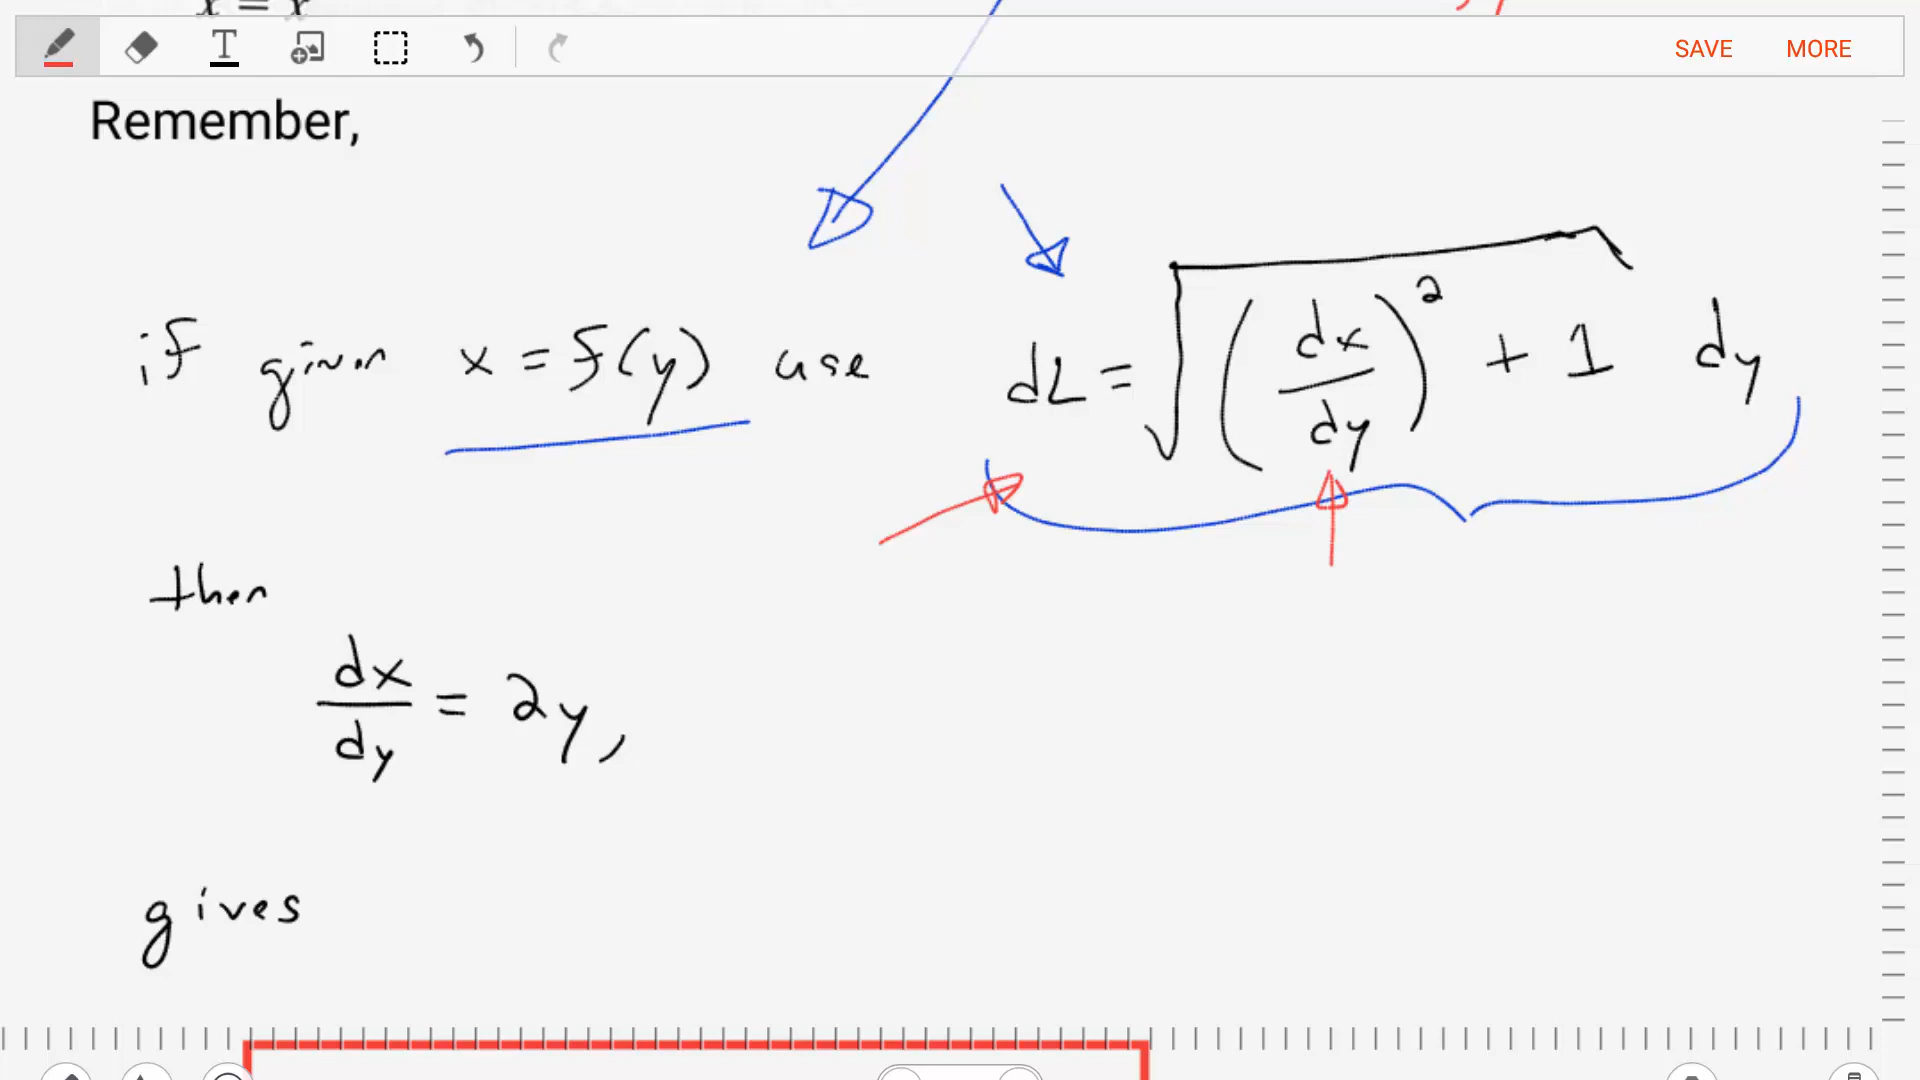 SAVE MORE
Remember,
if given x = f(y) use dL = √((dx/dy)² + 1) dy
then
dx/dy = 2y,
gives